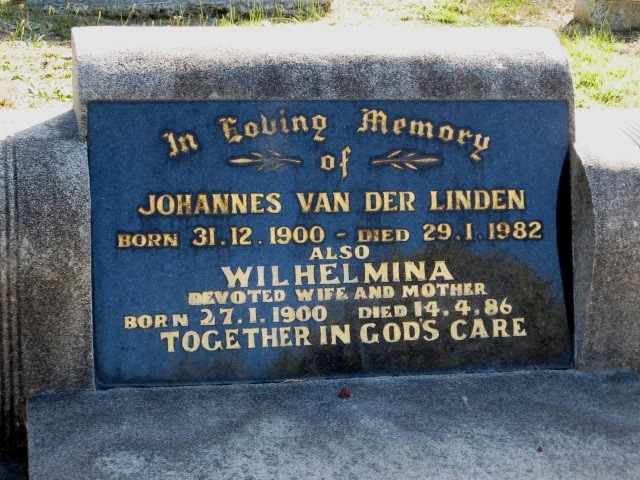 In Loving Memory
of
JOHANNES VAN DER LINDEN
BORN 31.12.1900 - DIED 29.1.1982
ALSO
WILHELMINA
DEVOTED WIFE AND MOTHER
BORN 27.1.1900 DIED 14.4.86
TOGETHER IN GOD'S CARE